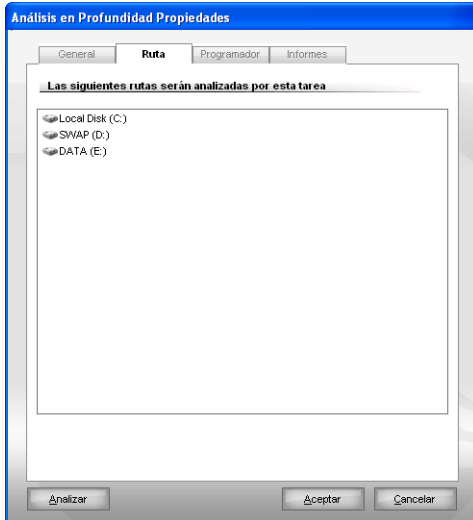 Análisis en Profundidad Propiedades
General Ruta Programador Informes
Las siguientes rutas serán analizadas por esta tarea
Local Disk (C:)
SWAP (D:)
DATA (E:)
Analizar Aceptar Cancelar